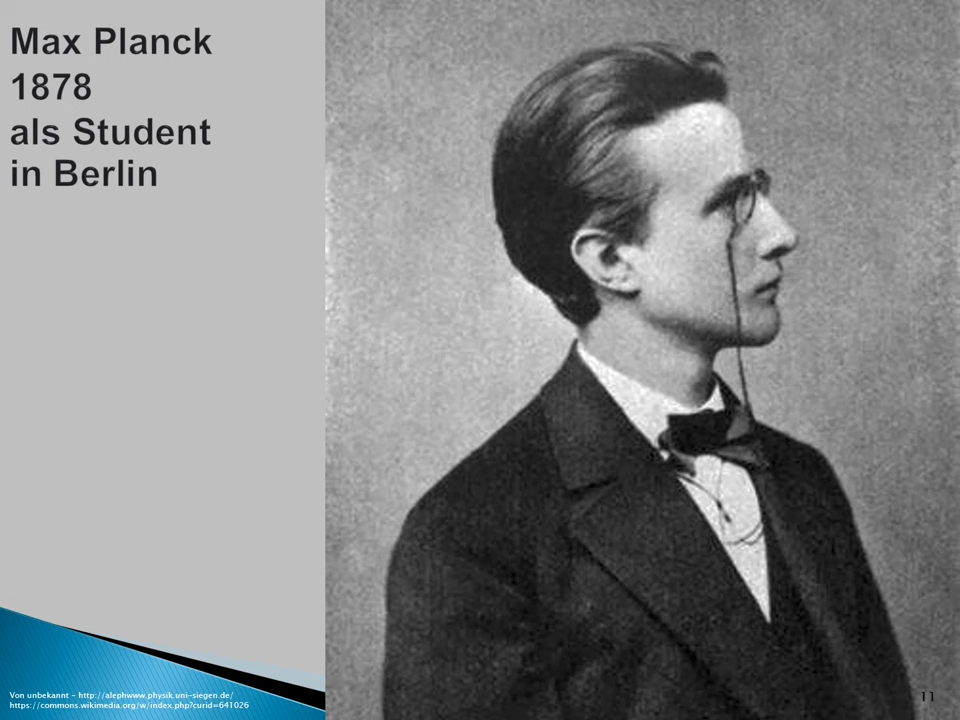 Max Planck
1878
als Student
in Berlin
Von unbekannt - http://alephwww.physik.uni-siegen.de/
https://commons.wikimedia.org/w/index.php?curid=641026
11